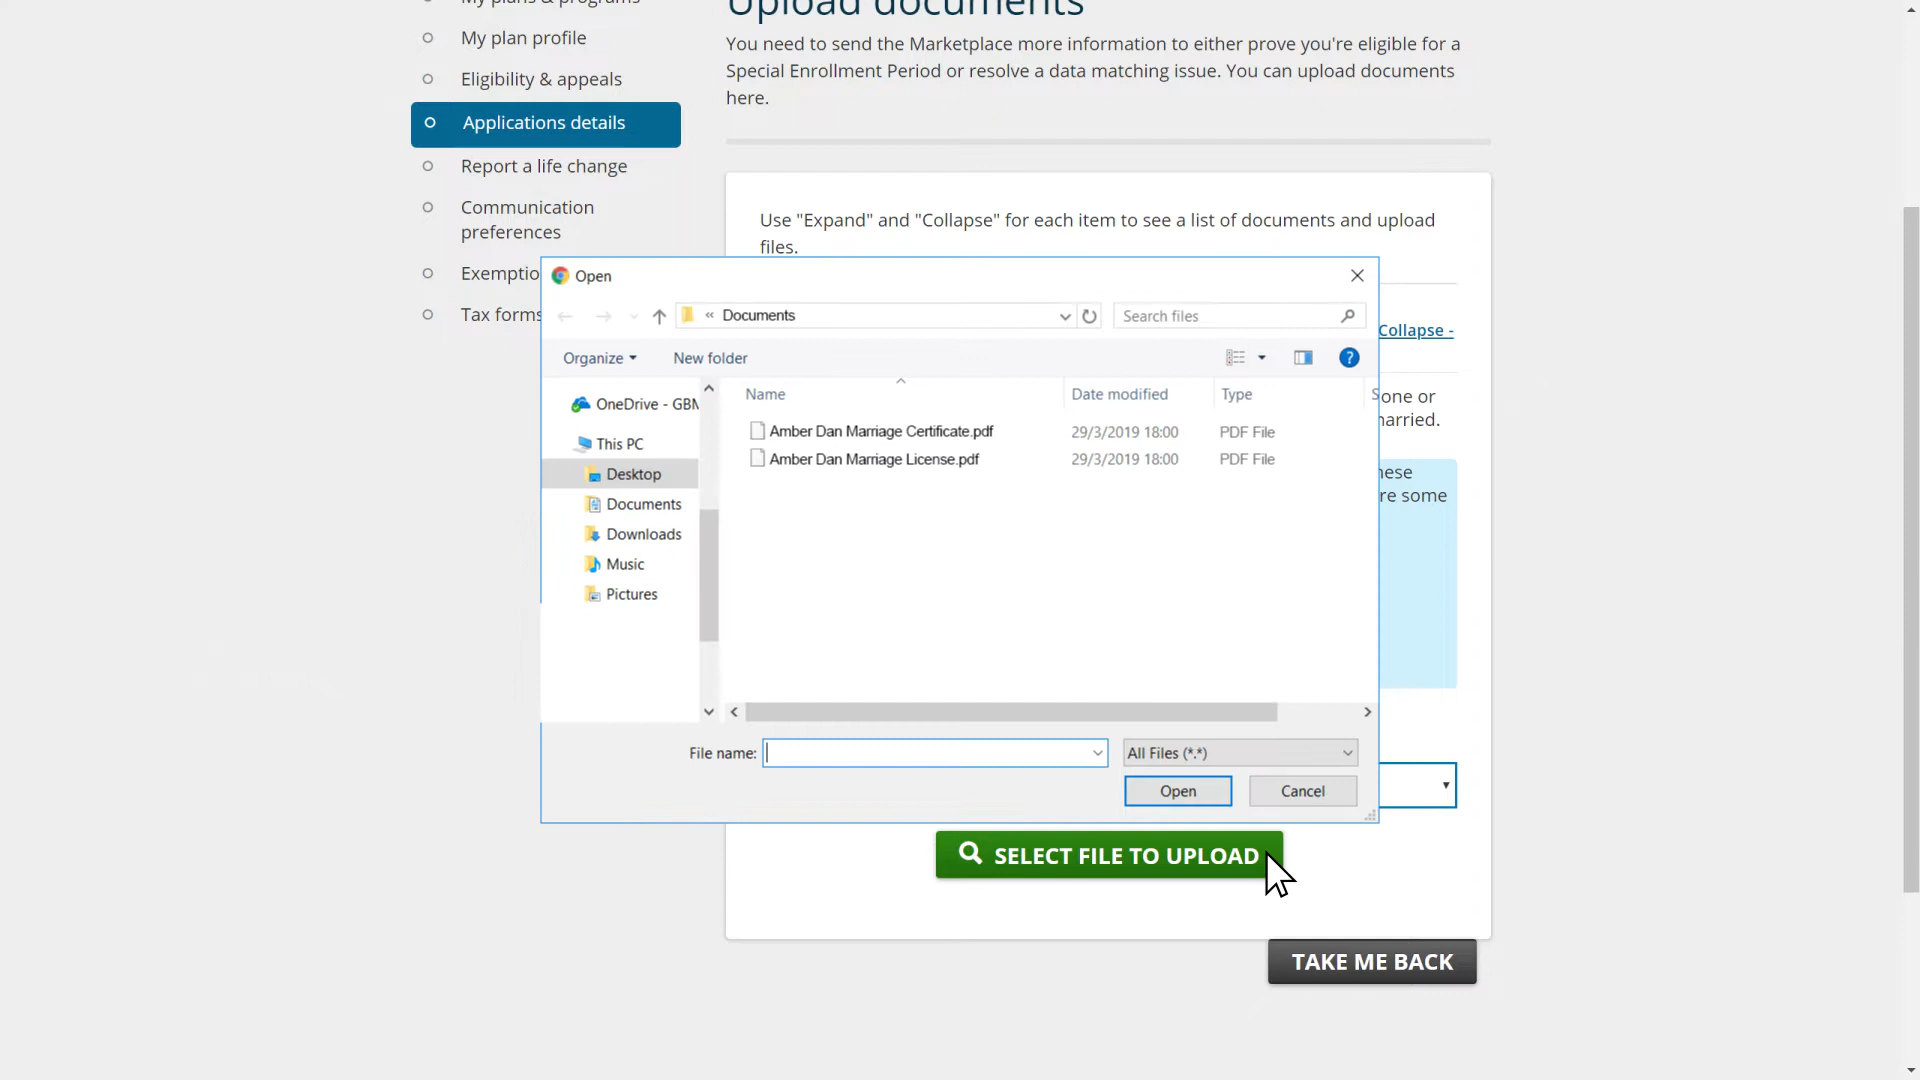 My plans & programs
My plan profile
Eligibility & appeals
Applications details
Report a life change
Communication
preferences
Exemptio
Tax forms
Upload documents
You need to send the Marketplace more information to either prove you're eligible for a
Special Enrollment Period or resolve a data matching issue. You can upload documents
here.
Use "Expand" and "Collapse" for each item to see a list of documents and upload
files.
Collapse -
one or
married.
hese
re some
Open
« Documents
Search files
Organize
New folder
?
OneDrive - GBM
This PC
Desktop
Documents
Downloads
Music
Pictures
Name Date modified Type S
Amber Dan Marriage Certificate.pdf 29/3/2019 18:00 PDF File
Amber Dan Marriage License.pdf 29/3/2019 18:00 PDF File
File name:
All Files (*.*)
Open
Cancel
SELECT FILE TO UPLOAD
TAKE ME BACK